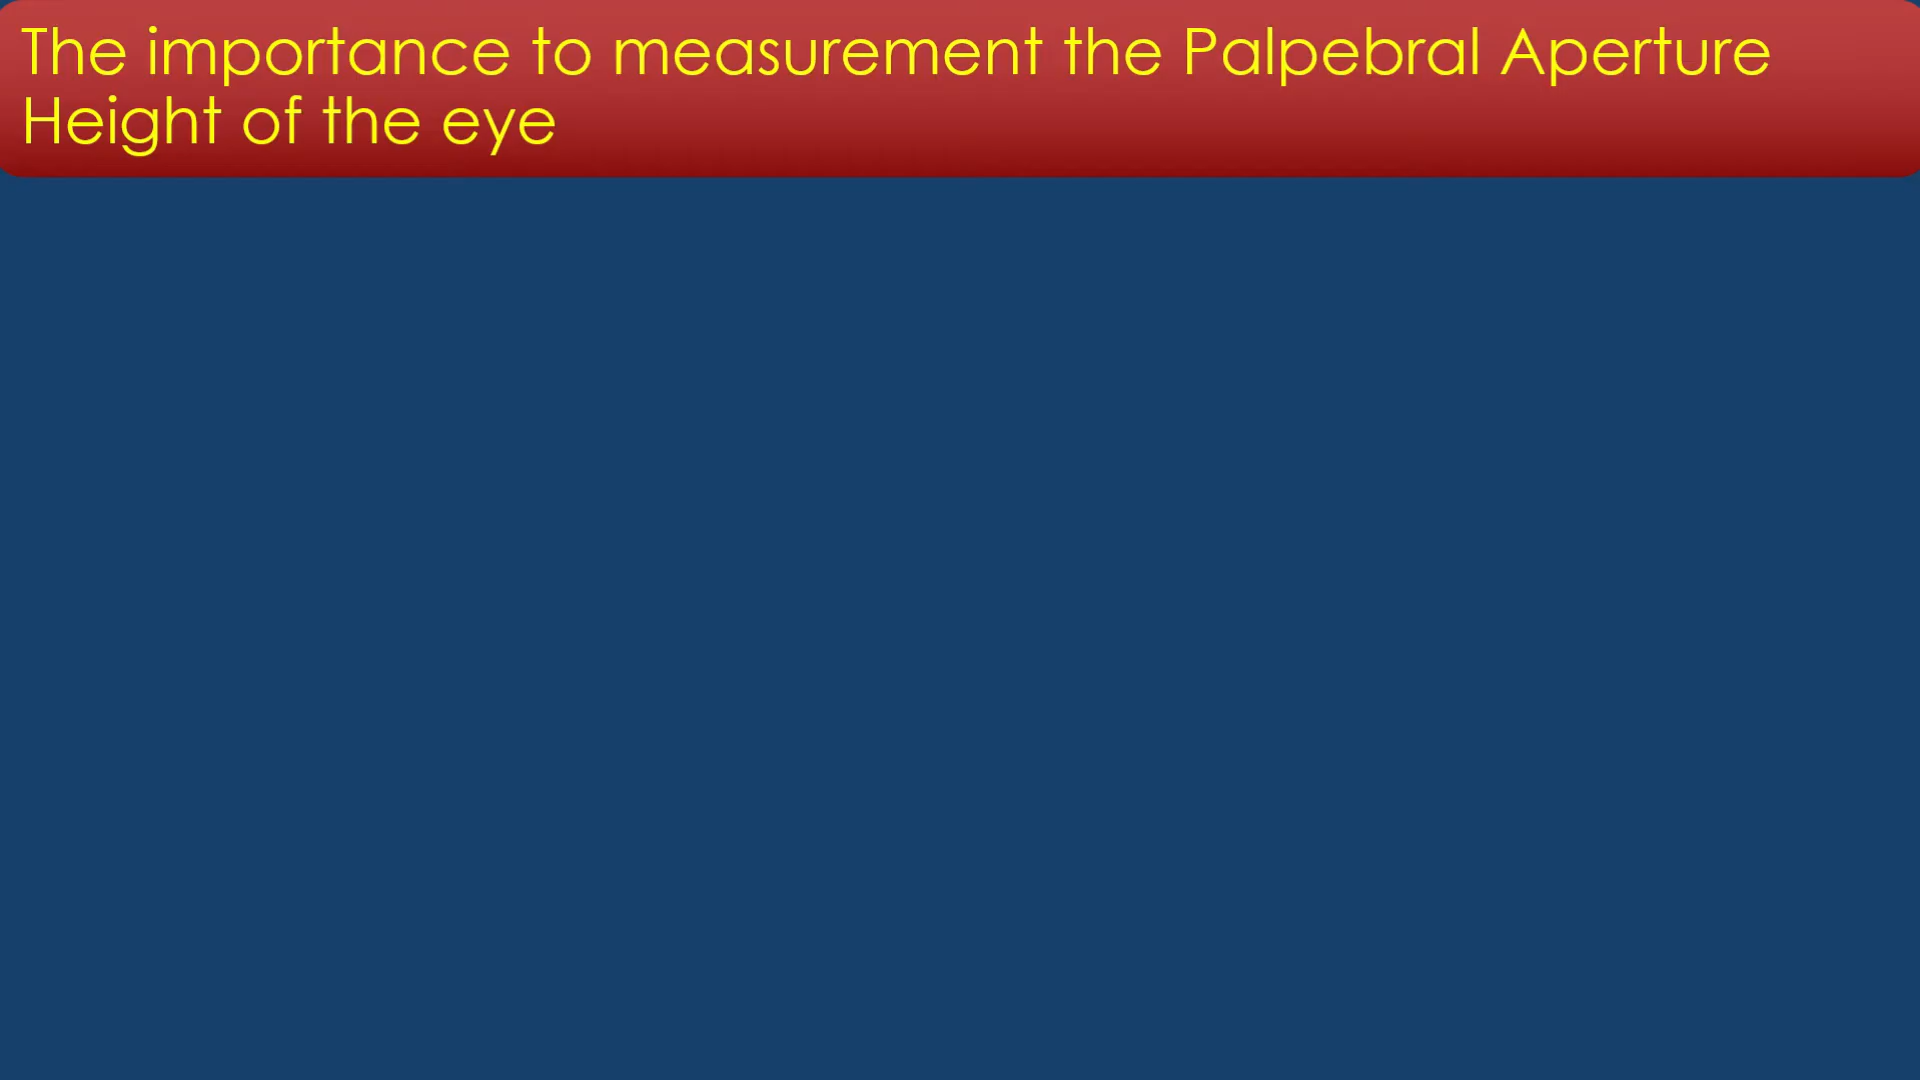 The importance to measurement the Palpebral Aperture
Height of the eye